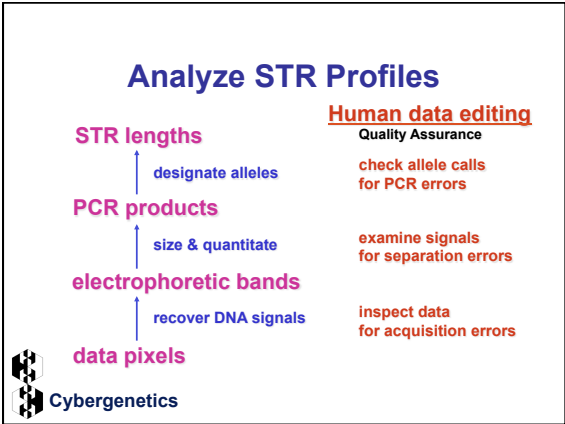 Analyze STR Profiles
Human data editing
Quality Assurance
STR lengths
designate alleles
check allele calls
for PCR errors
PCR products
size & quantitate
examine signals
for separation errors
electrophoretic bands
recover DNA signals
inspect data
for acquisition errors
data pixels
Cybergenetics